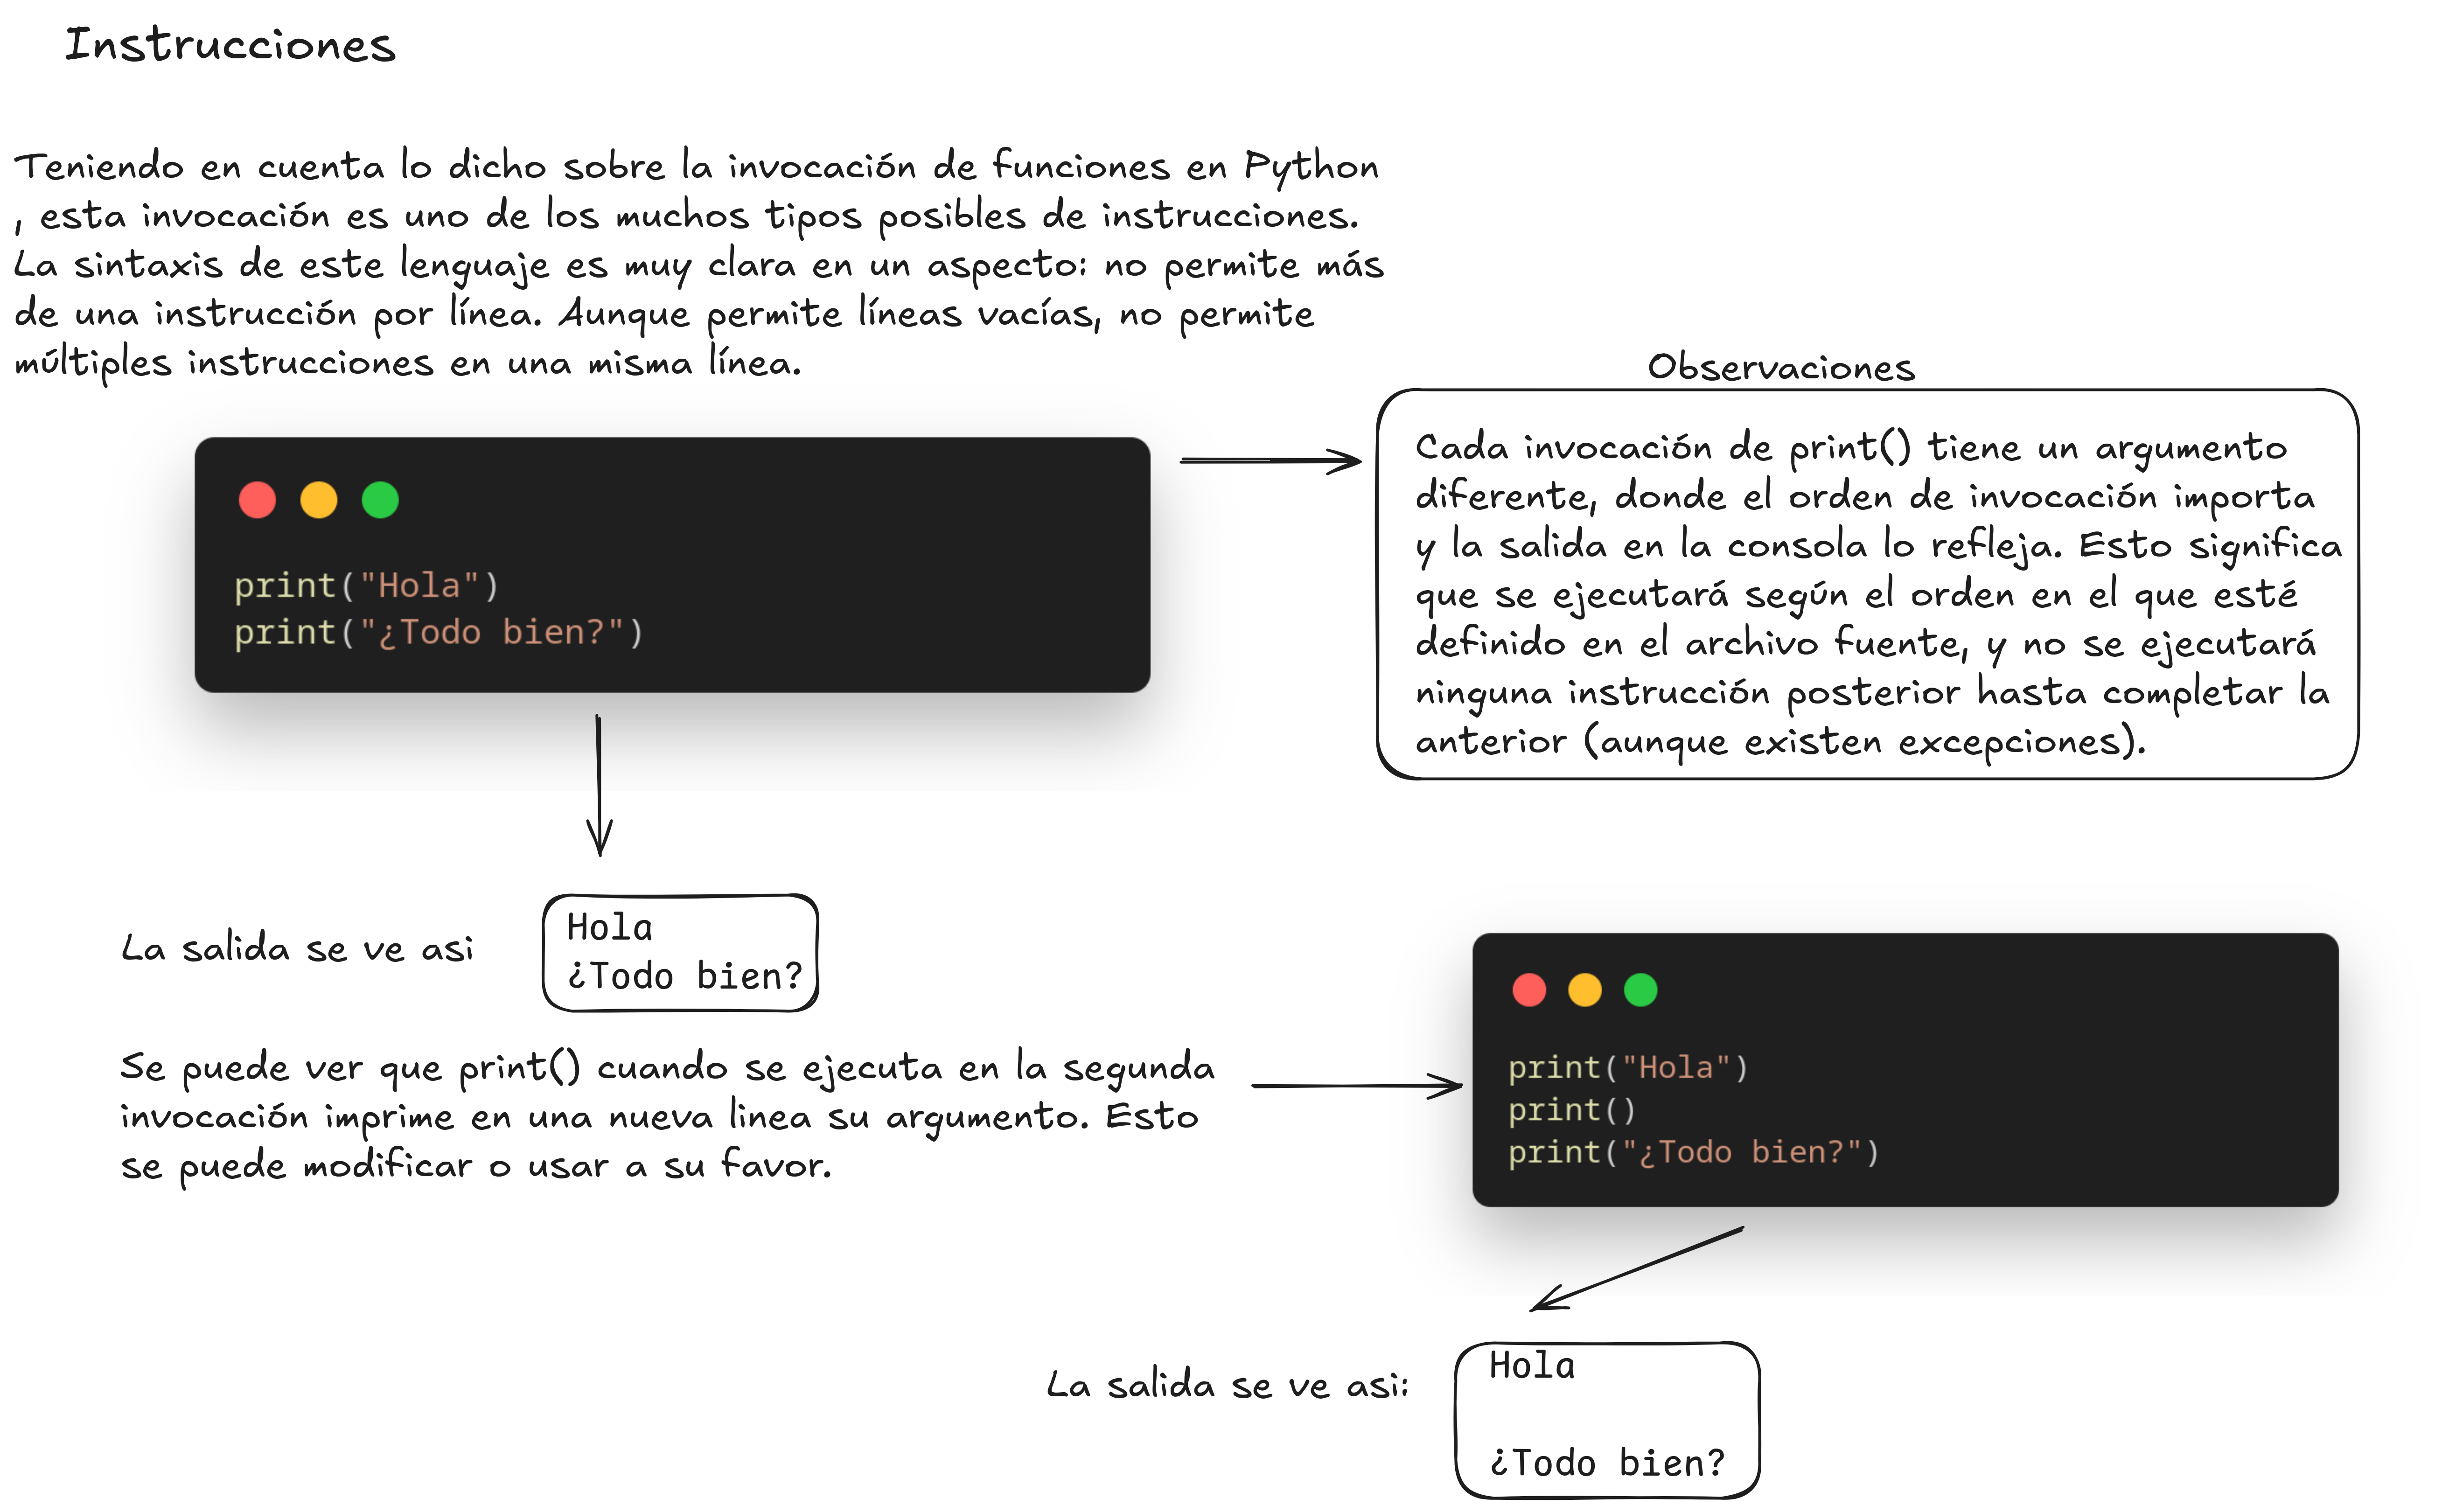 Instrucciones
Teniendo en cuenta lo dicho sobre la invocación de funciones en Python
, esta invocación es uno de los muchos tipos posibles de instrucciones.
La sintaxis de este lenguaje es muy clara en un aspecto: no permite más
de una instrucción por línea. Aunque permite líneas vacías, no permite
múltiples instrucciones en una misma línea.
print("Hola")
print("¿Todo bien?")
Observaciones
Cada invocación de print() tiene un argumento
diferente, donde el orden de invocación importa
y la salida en la consola lo refleja. Esto significa
que se ejecutará según el orden en el que esté
definido en el archivo fuente, y no se ejecutará
ninguna instrucción posterior hasta completar la
anterior (aunque existen excepciones).
La salida se ve asi
Hola
¿Todo bien?
Se puede ver que print() cuando se ejecuta en la segunda
invocación imprime en una nueva linea su argumento. Esto
se puede modificar o usar a su favor.
print("Hola")
print()
print("¿Todo bien?")
La salida se ve asi:
Hola
¿Todo bien?